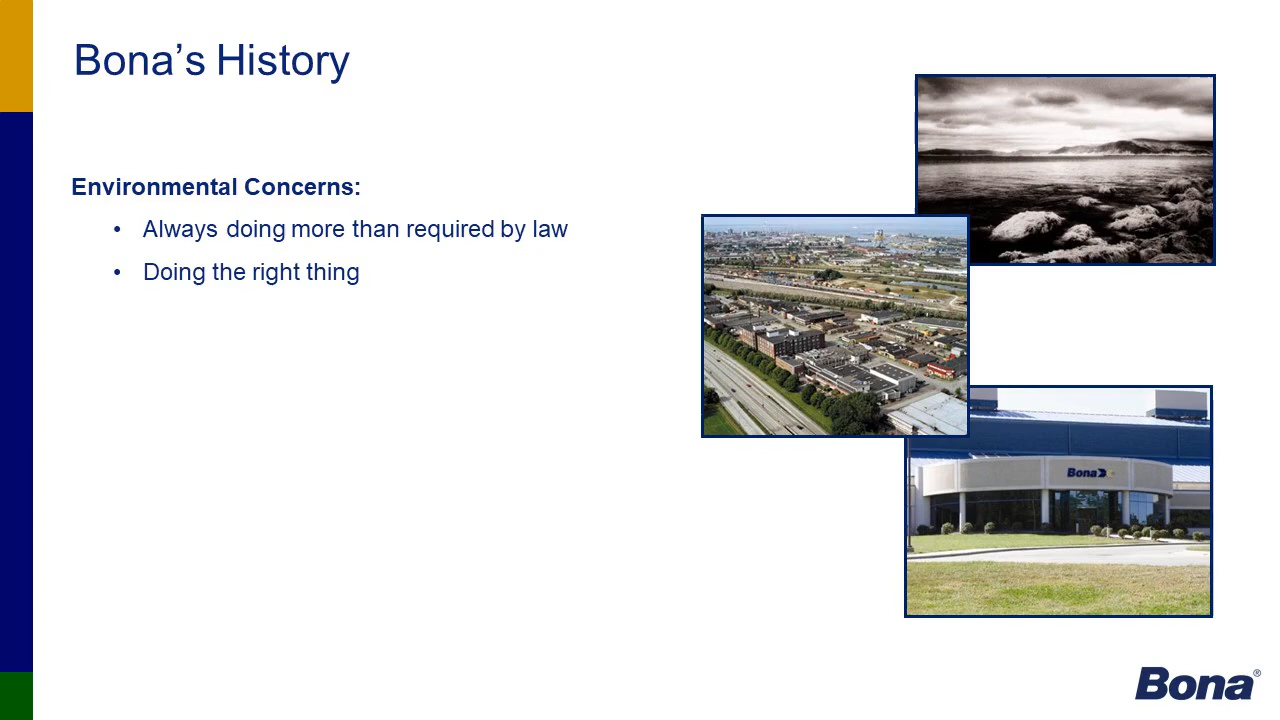 Bona’s History
Environmental Concerns:
• Always doing more than required by law
• Doing the right thing
Bona
Bona®